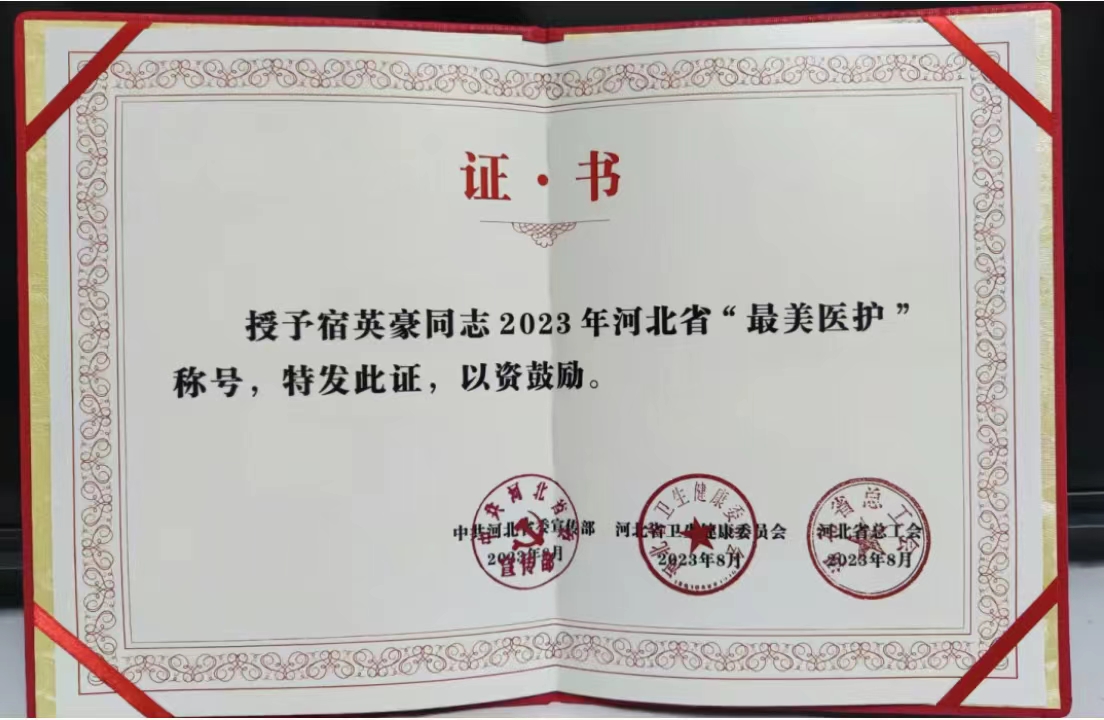 证·书
授予宿英豪同志2023年河北省“最美医护”
称号，特发此证，以资鼓励。
中共河北省委宣传部 河北省卫生健康委员会 河北省总工会
2023年8月 2023年8月 2023年8月